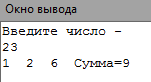 Окно вывода
Введите число -
23
1 2 6 Сумма=9